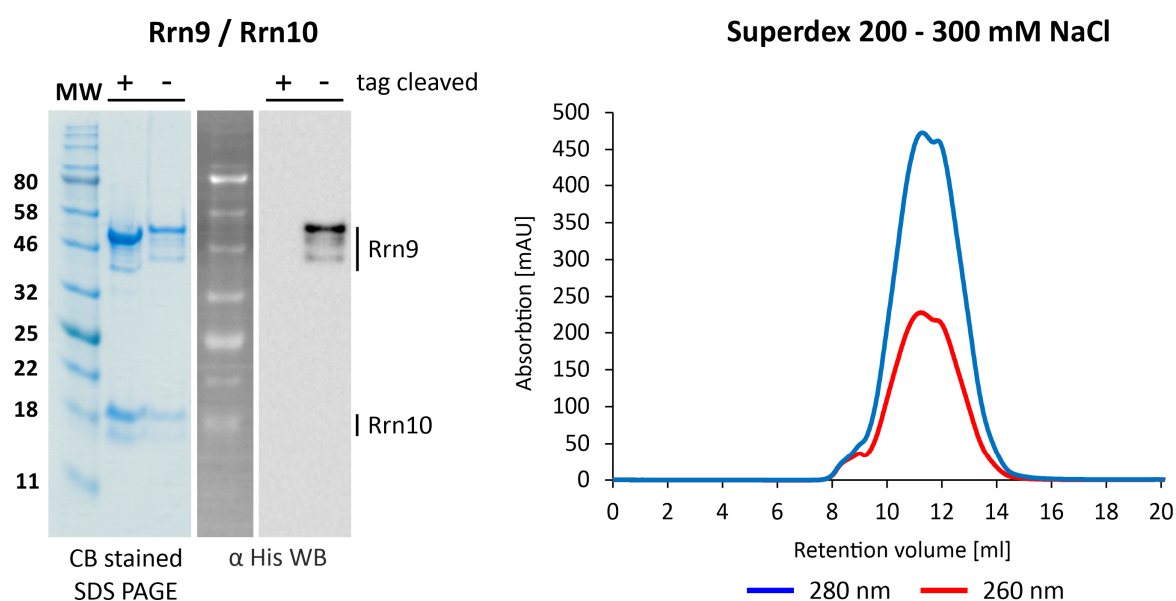 Rrn9 / Rrn10
MW + - + - tag cleaved
80
58
46
32
25
22
18
11
Rrn9
Rrn10
CB stained
SDS PAGE
α His WB
Superdex 200 - 300 mM NaCl
Absorbtion [mAU]
500
450
400
350
300
250
200
150
100
50
0
0 2 4 6 8 10 12 14 16 18 20
Retention volume [ml]
280 nm 260 nm